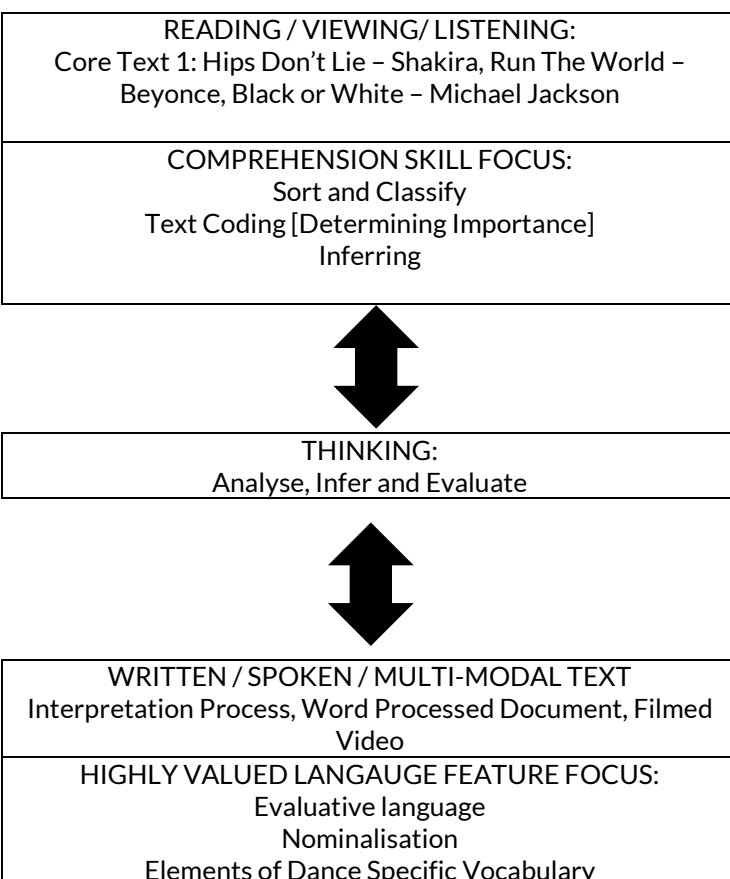 READING / VIEWING/ LISTENING:
Core Text 1: Hips Don’t Lie – Shakira, Run The World –
Beyonce, Black or White – Michael Jackson
COMPREHENSION SKILL FOCUS:
Sort and Classify
Text Coding [Determining Importance]
Inferring
THINKING:
Analyse, Infer and Evaluate
WRITTEN / SPOKEN / MULTI-MODAL TEXT
Interpretation Process, Word Processed Document, Filmed
Video
HIGHLY VALUED LANGAUGE FEATURE FOCUS:
Evaluative language
Nominalisation
Elements of Dance Specific Vocabulary